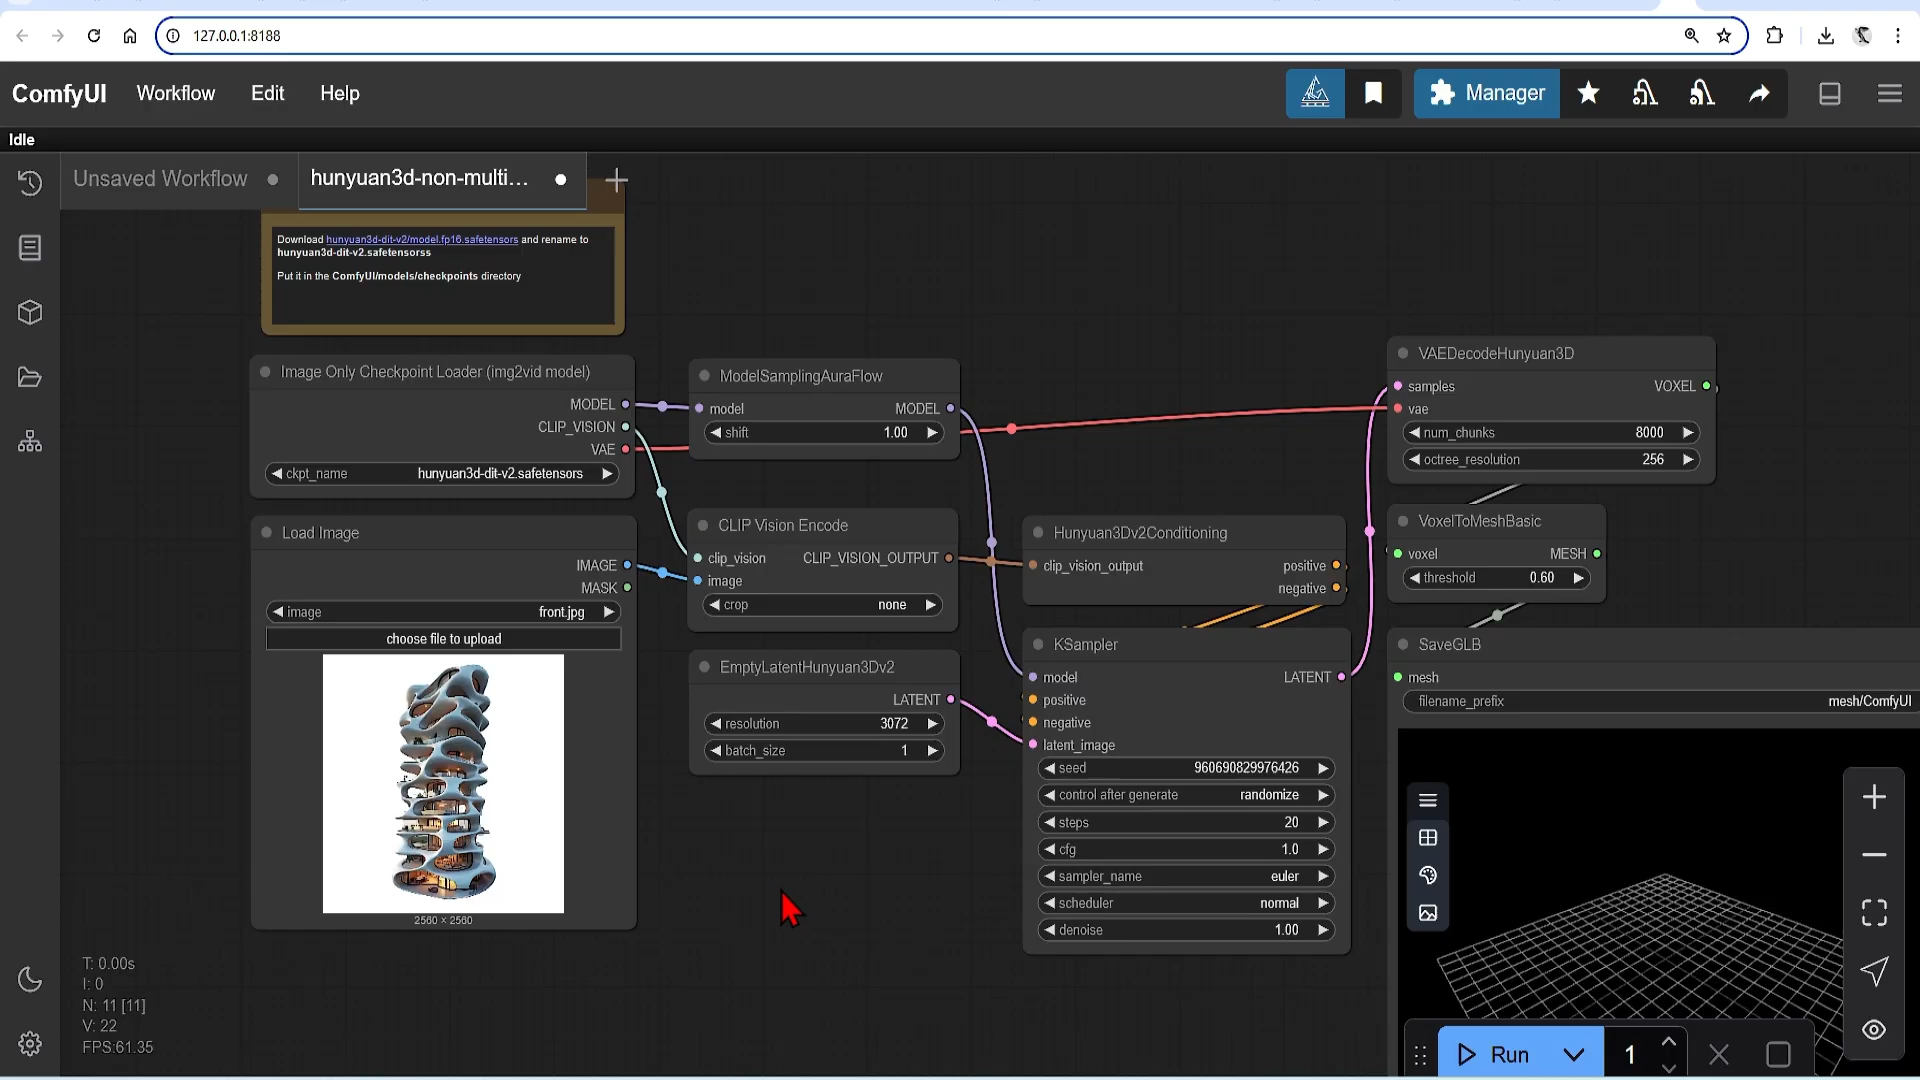 127.0.0.1:8188
ComfyUI
Workflow
Edit
Help
Manager
Idle
Unsaved Workflow
hunyuan3d-non-multi...
Download hunyuan3d-dit-v2/model.fp16.safetensors and rename to
hunyuan3d-dit-v2.safetensorss
Put it in the ComfyUI/models/checkpoints directory
Image Only Checkpoint Loader (img2vid model)
MODEL
CLIP_VISION
VAE
ckpt_name hunyuan3d-dit-v2.safetensors
Load Image
IMAGE
MASK
image front.jpg
choose file to upload
2560 × 2560
ModelSamplingAuraFlow
model MODEL
shift 1.00
CLIP Vision Encode
clip_vision CLIP_VISION_OUTPUT
image
crop none
EmptyLatentHunyuan3Dv2
LATENT
resolution 3072
batch_size 1
Hunyuan3Dv2Conditioning
clip_vision_output positive
negative
KSampler
model LATENT
positive
negative
latent_image
seed 960690829976426
control after generate randomize
steps 20
cfg 1.0
sampler_name euler
scheduler normal
denoise 1.00
VAEDecodeHunyuan3D
samples VOXEL
vae
num_chunks 8000
octree_resolution 256
VoxelToMeshBasic
voxel MESH
threshold 0.60
SaveGLB
mesh
filename_prefix mesh/ComfyUI
T: 0.00s
I: 0
N: 11 [11]
V: 22
FPS:61.35
Run
1